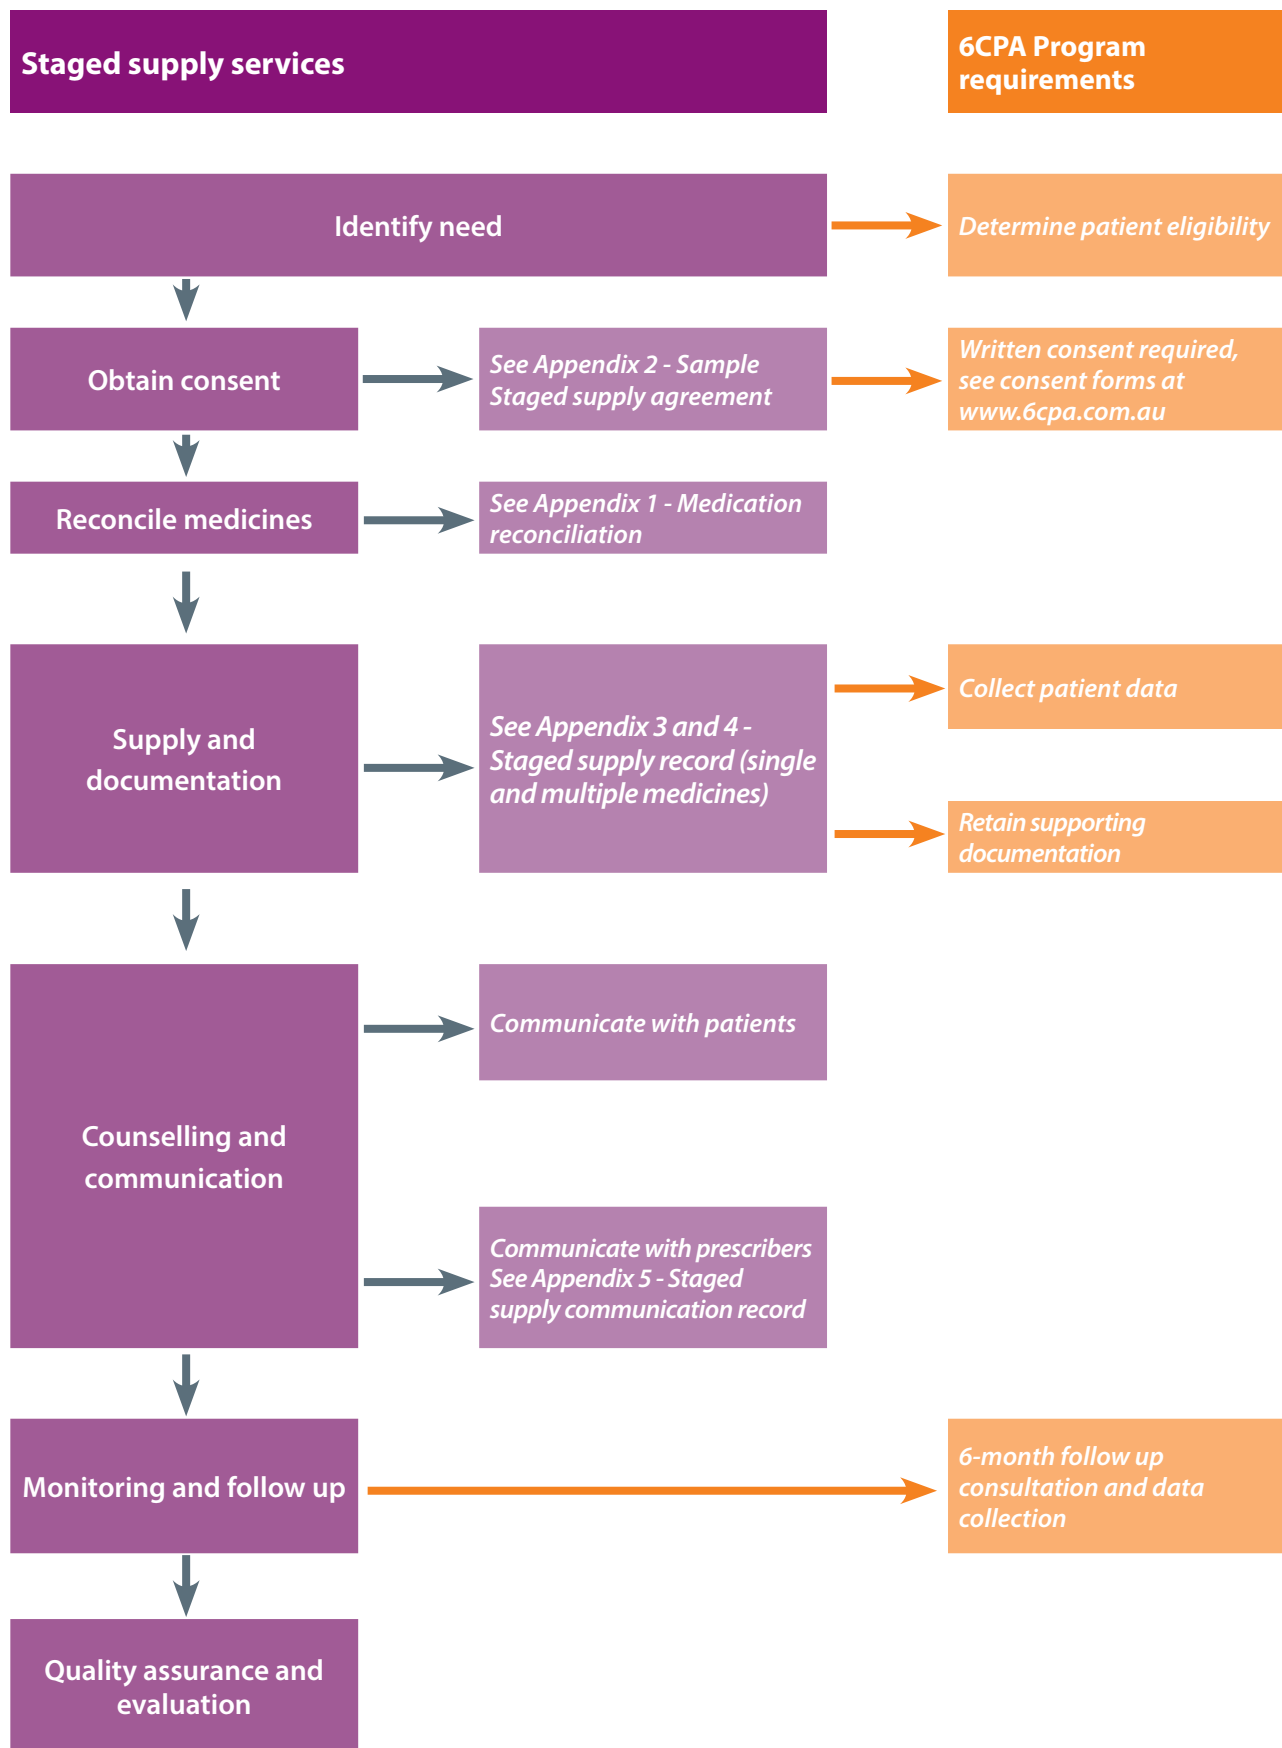 Staged supply services
6CPA Program
requirements
Identify need
Determine patient eligibility
Obtain consent
See Appendix 2 - Sample
Staged supply agreement
Written consent required,
see consent forms at
www.6cpa.com.au
Reconcile medicines
See Appendix 1 - Medication
reconciliation
Supply and
documentation
See Appendix 3 and 4 -
Staged supply record (single
and multiple medicines)
Collect patient data
Retain supporting
documentation
Counselling and
communication
Communicate with patients
Communicate with prescribers
See Appendix 5 - Staged
supply communication record
Monitoring and follow up
6-month follow up
consultation and data
collection
Quality assurance and
evaluation